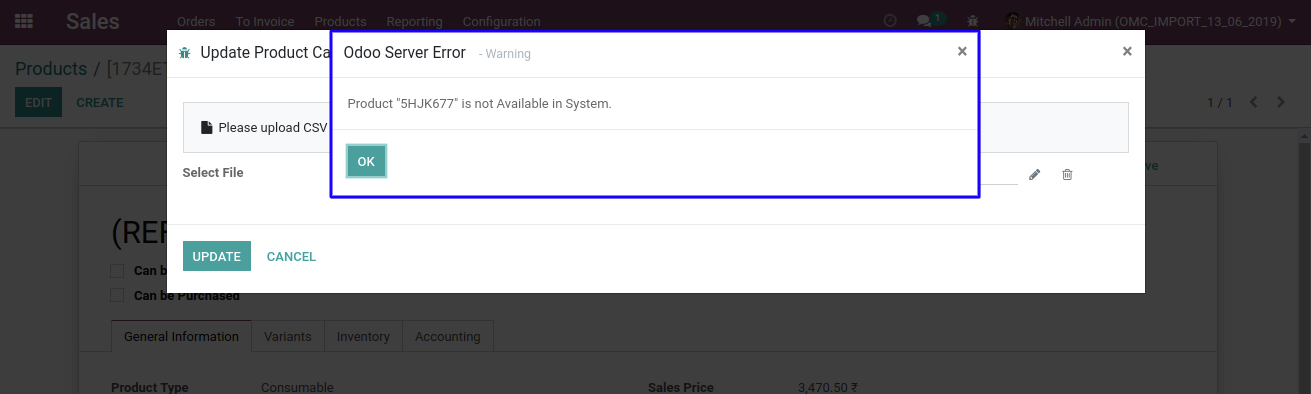 Sales Orders To Invoice Products Reporting Configuration 1 Mitchell Admin (OMC_IMPORT_13_06_2019)
Update Product Ca
Odoo Server Error - Warning × ×
Products / [1734E
EDIT CREATE 1 / 1
Product "5HJK677" is not Available in System.
Please upload CSV
OK
Select File
ve
(REF
UPDATE CANCEL
Can b
Can be Purchased
General Information Variants Inventory Accounting
Product Type Consumable Sales Price 3,470.50 ₹